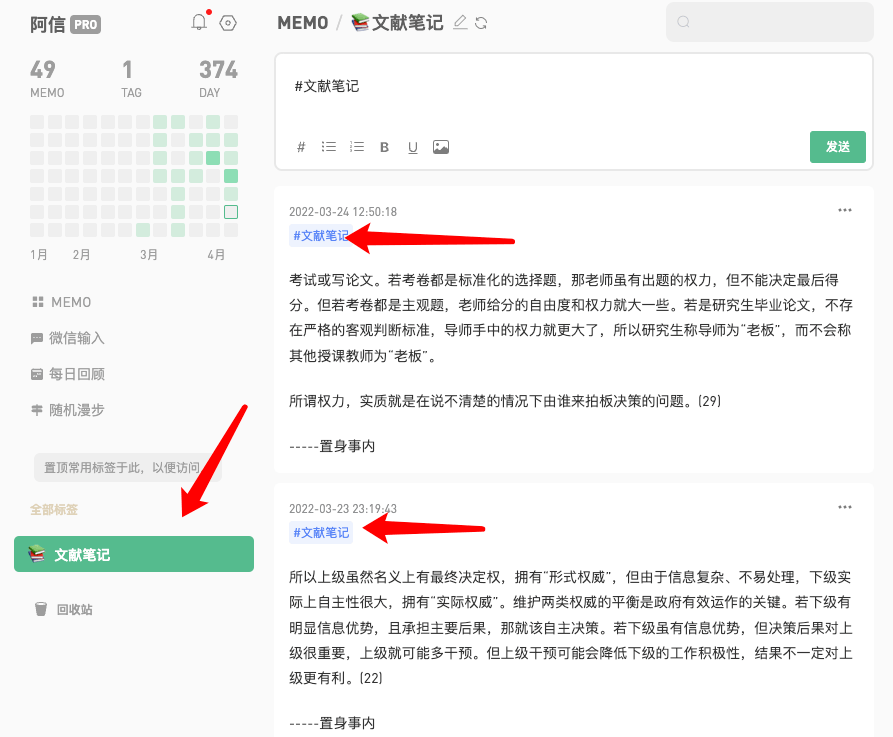 阿信 PRO
49 1 374
MEMO TAG DAY
1月 2月 3月 4月
MEMO
微信输入
每日回顾
随机漫步
置顶常用标签于此，以便访问
全部标签
📚 文献笔记
回收站
MEMO / 📚文献笔记
#文献笔记
# B U
发送
2022-03-24 12:50:18
#文献笔记
考试或写论文。若考卷都是标准化的选择题，那老师虽有出题的权力，但不能决定最后得
分。但若考卷都是主观题，老师给分的自由度和权力就大一些。若是研究生毕业论文，不存
在严格的客观判断标准，导师手中的权力就更大了，所以研究生称导师为“老板”，而不会称
其他授课教师为“老板”。
所谓权力，实质就是在说不清楚的情况下由谁来拍板决策的问题。(29)
-----置身事内
2022-03-23 23:19:43
#文献笔记
所以上级虽然名义上有最终决定权，拥有“形式权威”，但由于信息复杂、不易处理，下级实
际上自主性很大，拥有“实际权威”。维护两类权威的平衡是政府有效运作的关键。若下级有
明显信息优势，且承担主要后果，那就该自主决策。若下级虽有信息优势，但决策后果对上
级很重要，上级就可能多干预。但上级干预可能会降低下级的工作积极性，结果不一定对上
级更有利。(22)
-----置身事内